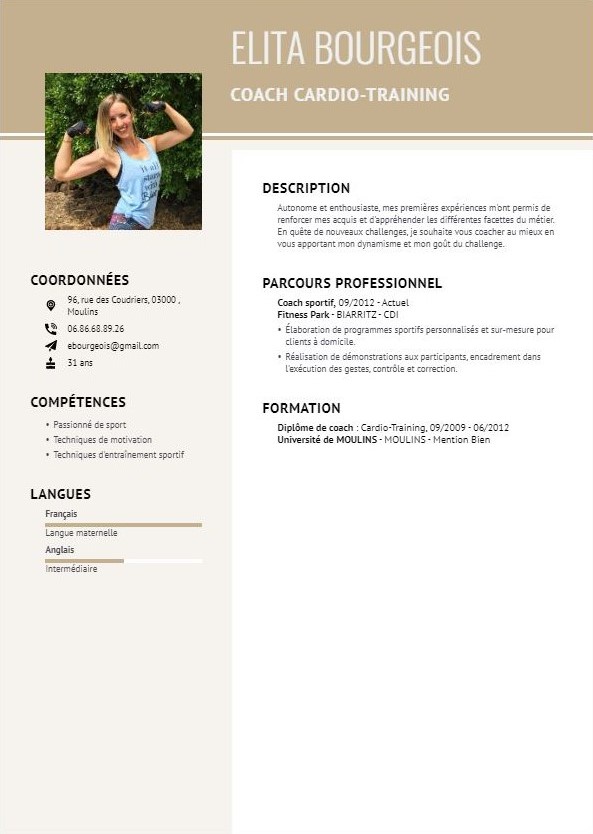 ELITA BOURGEOIS
COACH CARDIO-TRAINING
COORDONNÉES
96, rue des Coudriers, 03000 ,
Moulins
06.86.68.89.26
ebourgeois@gmail.com
31 ans
COMPÉTENCES
• Passionné de sport
• Techniques de motivation
• Techniques d'entraînement sportif
LANGUES
Français
Langue maternelle
Anglais
Intermédiaire
DESCRIPTION
Autonome et enthousiaste, mes premières expériences m'ont permis de
renforcer mes acquis et d'appréhender les différentes facettes du métier.
En quête de nouveaux challenges, je souhaite vous coacher au mieux en
vous apportant mon dynamisme et mon goût du challenge.
PARCOURS PROFESSIONNEL
Coach sportif, 09/2012 - Actuel
Fitness Park - BIARRITZ - CDI
• Élaboration de programmes sportifs personnalisés et sur-mesure pour
clients à domicile.
• Réalisation de démonstrations aux participants, encadrement dans
l'exécution des gestes, contrôle et correction.
FORMATION
Diplôme de coach : Cardio-Training, 09/2009 - 06/2012
Université de MOULINS - MOULINS - Mention Bien